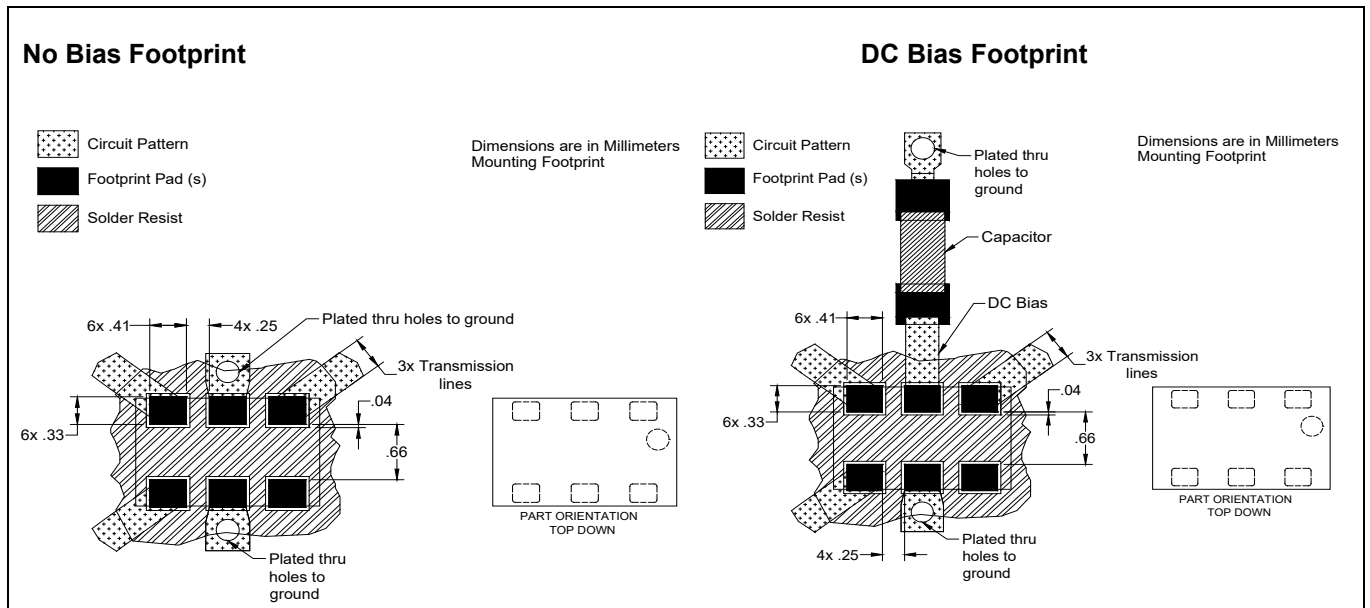 No Bias Footprint
Circuit Pattern
Footprint Pad (s)
Solder Resist
Dimensions are in Millimeters
Mounting Footprint
6x .41
4x .25
Plated thru holes to ground
3x Transmission
lines
.04
6x .33
.66
PART ORIENTATION
TOP DOWN
Plated thru
holes to
ground
DC Bias Footprint
Circuit Pattern
Footprint Pad (s)
Solder Resist
Plated thru
holes to
ground
Dimensions are in Millimeters
Mounting Footprint
Capacitor
DC Bias
6x .41
3x Transmission
lines
.04
6x .33
.66
PART ORIENTATION
TOP DOWN
Plated thru
holes to
ground
4x .25